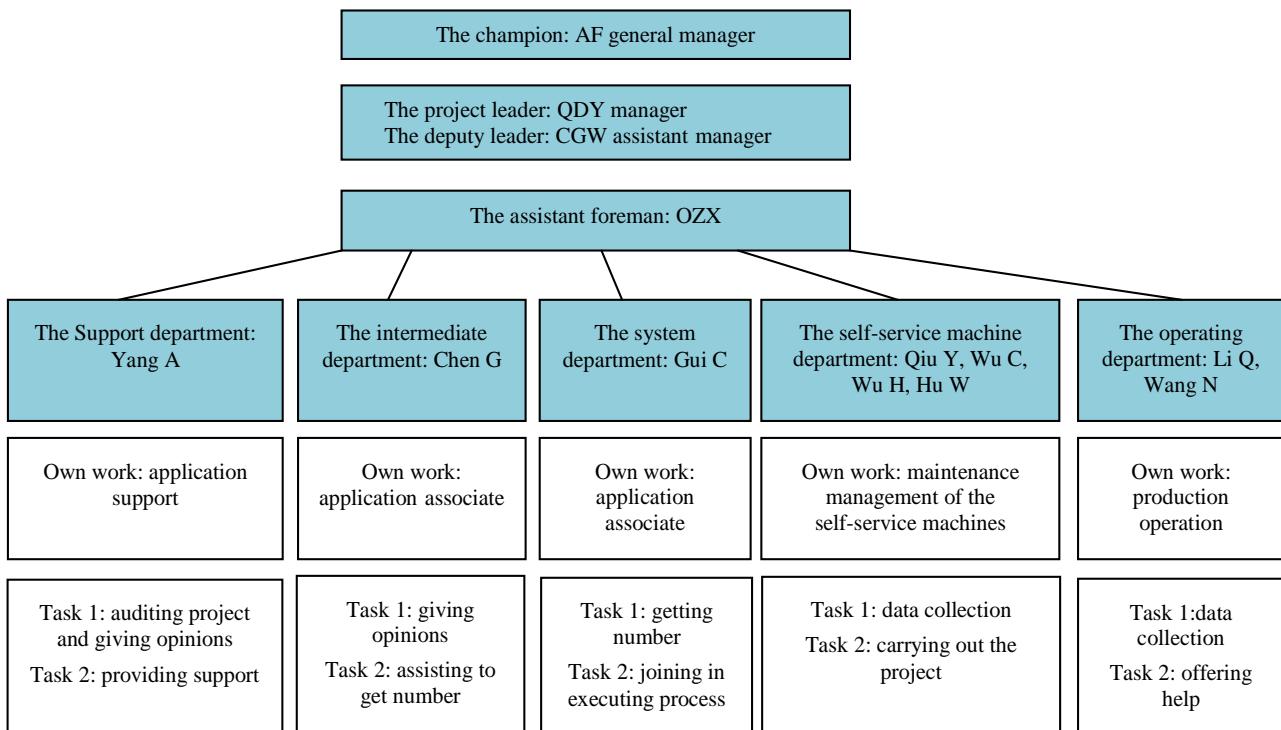 The champion: AF general manager
The project leader: QDY manager
The deputy leader: CGW assistant manager
The assistant foreman: OZX
The Support department:
Yang A
The intermediate
department: Chen G
The system
department: Gui C
The self-service machine
department: Qiu Y, Wu C,
Wu H, Hu W
The operating
department: Li Q,
Wang N
Own work: application
support
Own work:
application associate
Own work:
application
associate
Own work: maintenance
management of the
self-service machines
Own work:
production
operation
Task 1: auditing project
and giving opinions
Task 2: providing support
Task 1: giving
opinions
Task 2: assisting to
get number
Task 1: getting
number
Task 2: joining in
executing process
Task 1: data collection
Task 2: carrying out the
project
Task 1:data
collection
Task 2: offering
help